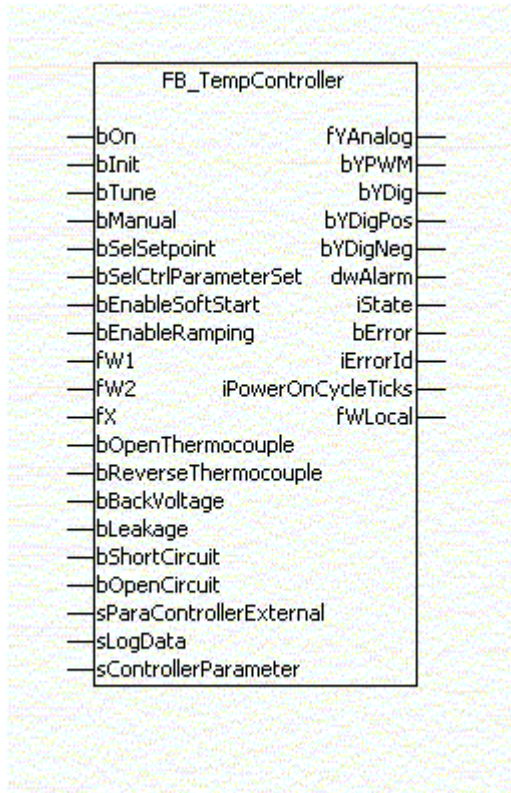 FB_TempController
bOn fYAnalog
bInit bYPWM
bTune bYDig
bManual bYDigPos
bSelSetpoint bYDigNeg
bSelCtrlParameterSet dwAlarm
bEnableSoftStart iState
bEnableRamping bError
fW1 iErrorId
fW2 iPowerOnCycleTicks
fX fWLocal
bOpenThermocouple
bReverseThermocouple
bBackVoltage
bLeakage
bShortCircuit
bOpenCircuit
sParaControllerExternal
sLogData
sControllerParameter